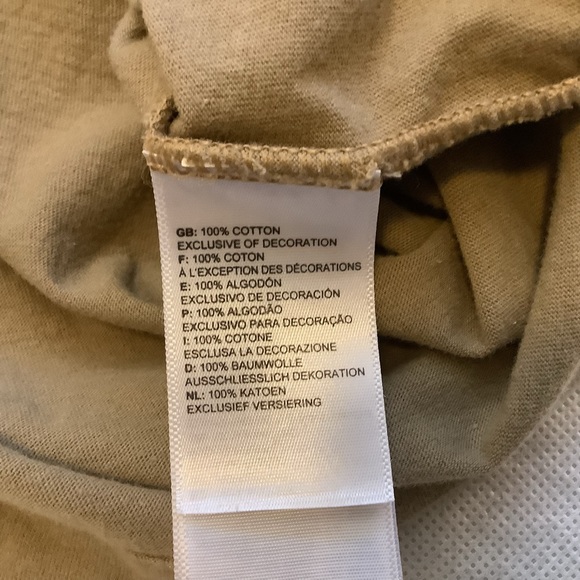 GB: 100% COTTON
EXCLUSIVE OF DECORATION
F: 100% COTON
À L'EXCEPTION DES DÉCORATIONS
E: 100% ALGODÓN
EXCLUSIVO DE DECORACIÓN
P: 100% ALGODÃO
EXCLUSIVO PARA DECORAÇÃO
I: 100% COTONE
ESCLUSA LA DECORAZIONE
D: 100% BAUMWOLLE
AUSSCHLIESSLICH DEKORATION
NL: 100% KATOEN
EXCLUSIEF VERSIERING